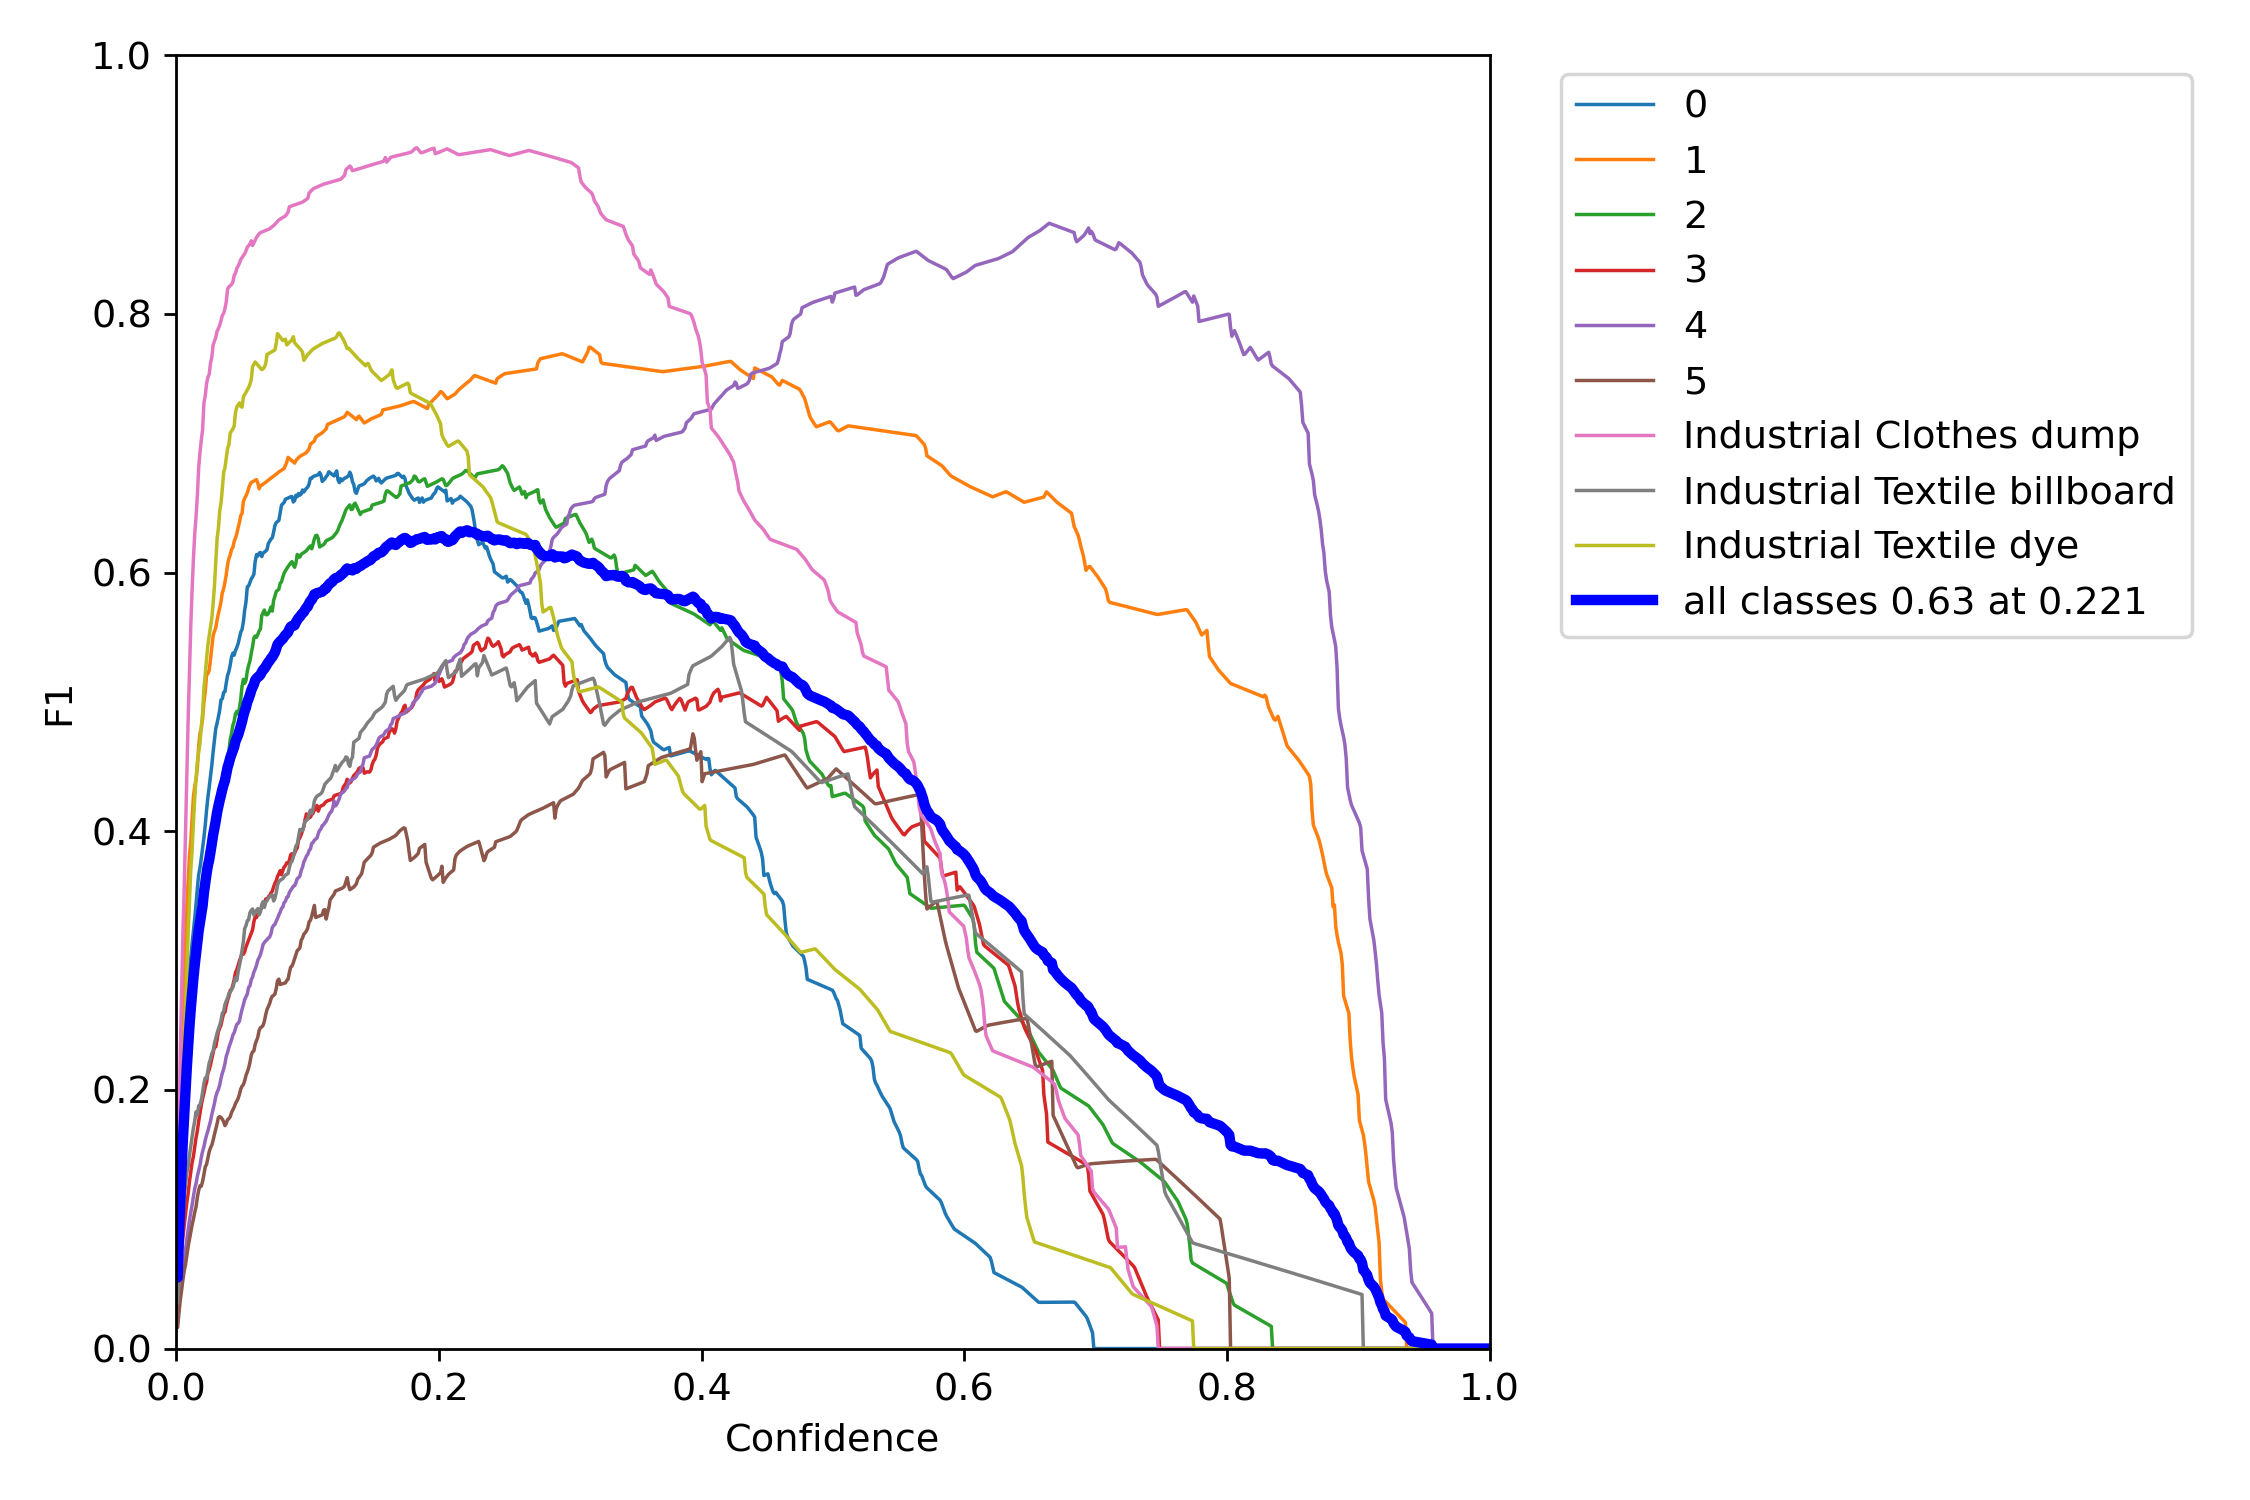 1.0
0.8
0.6
0.4
0.2
0.0
F1
0.0 0.2 0.4 0.6 0.8 1.0
Confidence
0
1
2
3
4
5
Industrial Clothes dump
Industrial Textile billboard
Industrial Textile dye
all classes 0.63 at 0.221